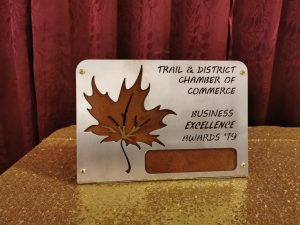 TRAIL & DISTRICT
CHAMBER OF
COMMERCE
BUSINESS
EXCELLENCE
AWARDS '19